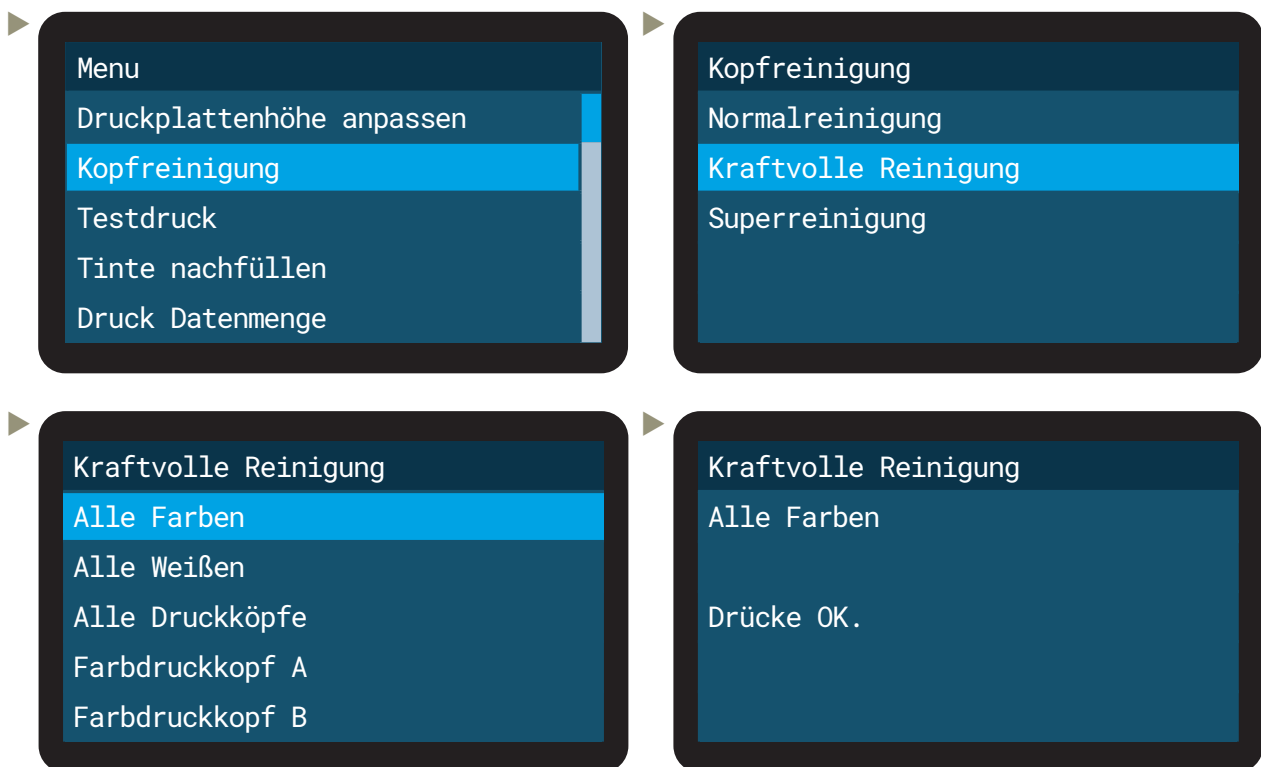 Menu
Druckplattenhöhe anpassen
Kopfreinigung
Testdruck
Tinte nachfüllen
Druck Datenmenge
Kopfreinigung
Normalreinigung
Kraftvolle Reinigung
Superreinigung
Kraftvolle Reinigung
Alle Farben
Alle Weißen
Alle Druckköpfe
Farbdruckkopf A
Farbdruckkopf B
Kraftvolle Reinigung
Alle Farben
Drücke OK.